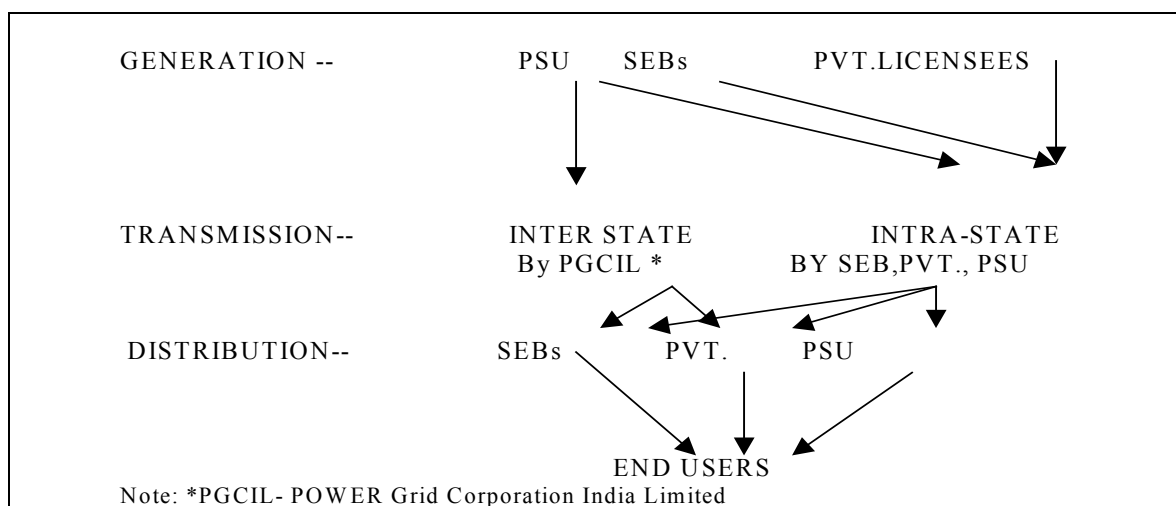 GENERATION -- PSU SEBs PVT.LICENSEES
TRANSMISSION-- INTER STATE INTRA-STATE
By PGCIL * BY SEB,PVT., PSU
DISTRIBUTION-- SEBs PVT. PSU
END USERS
Note: *PGCIL- POWER Grid Corporation India Limited